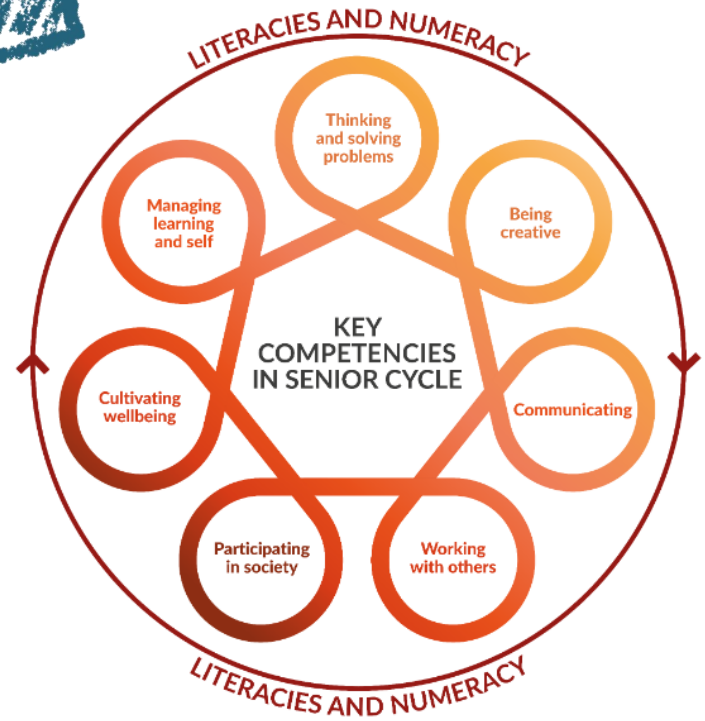 LITERACIES AND NUMERACY
Thinking
and solving
problems
Being
creative
Communicating
Working
with others
Participating
in society
Cultivating
wellbeing
Managing
learning
and self
KEY
COMPETENCIES
IN SENIOR CYCLE
LITERACIES AND NUMERACY